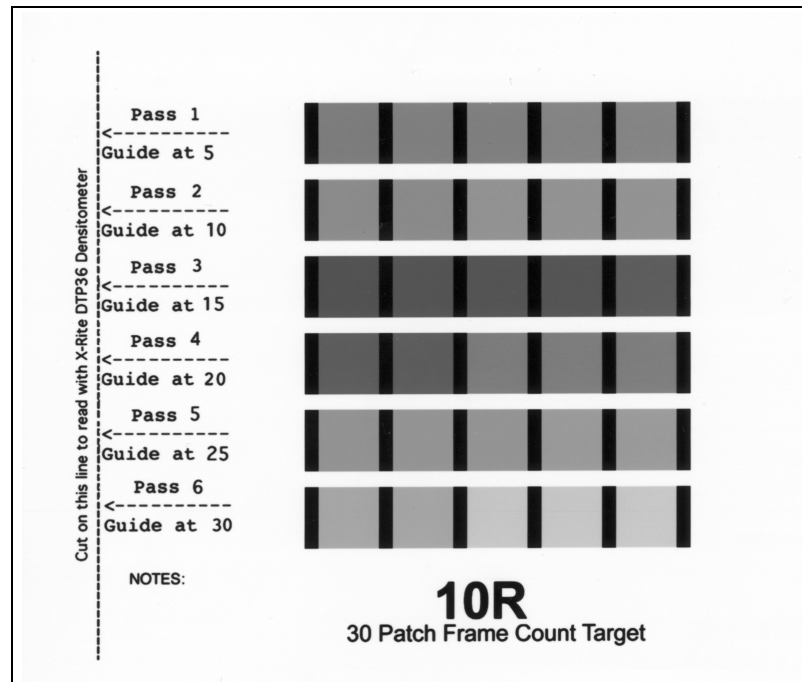 Cut on this line to read with X-Rite DTP36 Densitometer
Pass 1
Guide at 5
Pass 2
Guide at 10
Pass 3
Guide at 15
Pass 4
Guide at 20
Pass 5
Guide at 25
Pass 6
Guide at 30
NOTES:
10R
30 Patch Frame Count Target